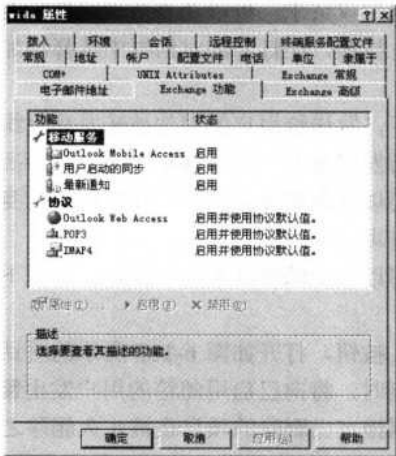 wida 属性
拨入 环境 会话 远程控制 终端服务配置文件
常规 地址 帐户 配置文件 电话 单位 隶属于
COM+ UNIX Attributes Exchange 常规
电子邮件地址 Exchange 功能 Exchange 高级
功能 状态
移动服务
Outlook Mobile Access 启用
用户启动的同步 启用
最新通知 启用
协议
Outlook Web Access 启用并使用协议默认值。
POP3 启用并使用协议默认值。
IMAP4 启用并使用协议默认值。
属性(P) 启用(E) 禁用(D)
描述
选择要查看其描述的功能。
确定 取消 应用(A) 帮助